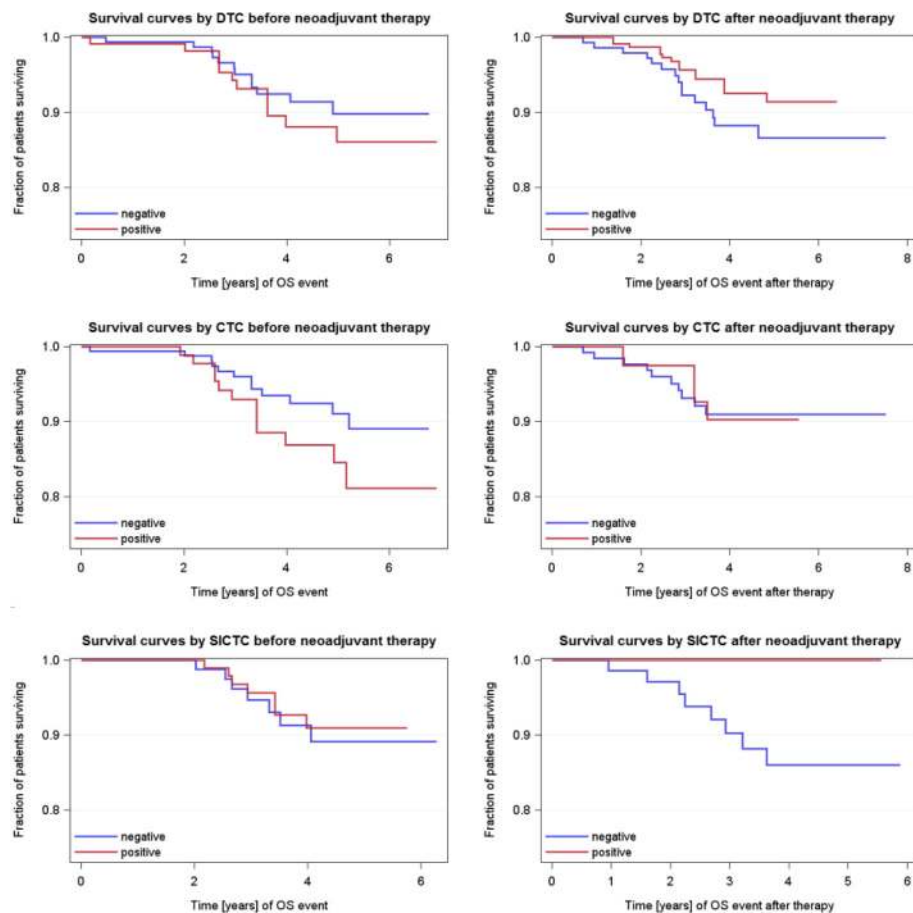 Survival curves by DTC before neoadjuvant therapy
Fraction of patients surviving
1.0
0.9
0.8
negative
positive
0 2 4 6
Time [years] of OS event
Survival curves by DTC after neoadjuvant therapy
Fraction of patients surviving
1.0
0.9
0.8
negative
positive
0 2 4 6 8
Time [years] of OS event after therapy
Survival curves by CTC before neoadjuvant therapy
Fraction of patients surviving
1.0
0.9
0.8
negative
positive
0 2 4 6
Time [years] of OS event
Survival curves by CTC after neoadjuvant therapy
Fraction of patients surviving
1.0
0.9
0.8
negative
positive
0 2 4 6 8
Time [years] of OS event after therapy
Survival curves by SICTC before neoadjuvant therapy
Fraction of patients surviving
1.0
0.9
0.8
negative
positive
0 2 4 6
Time [years] of OS event
Survival curves by SICTC after neoadjuvant therapy
Fraction of patients surviving
1.0
0.9
0.8
negative
positive
0 1 2 3 4 5 6
Time [years] of OS event after therapy